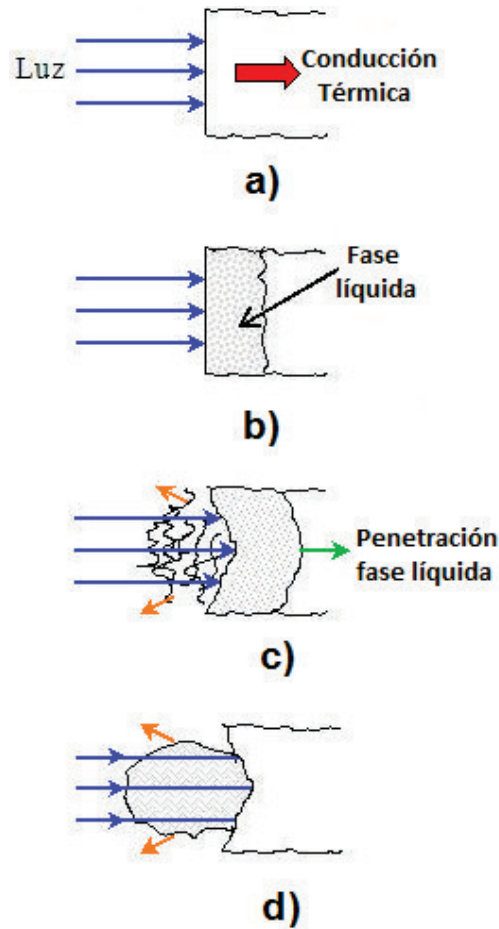 Luz
Conducción
Térmica
a)
Fase
líquida
b)
Penetración
fase líquida
c)
d)